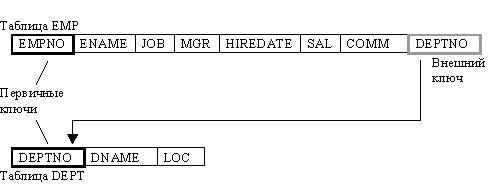 Таблица EMP
EMPNO ENAME JOB MGR HIREDATE SAL COMM DEPTNO
Первичные
ключи
Внешний
ключ
DEPTNO DNAME LOC
Таблица DEPT